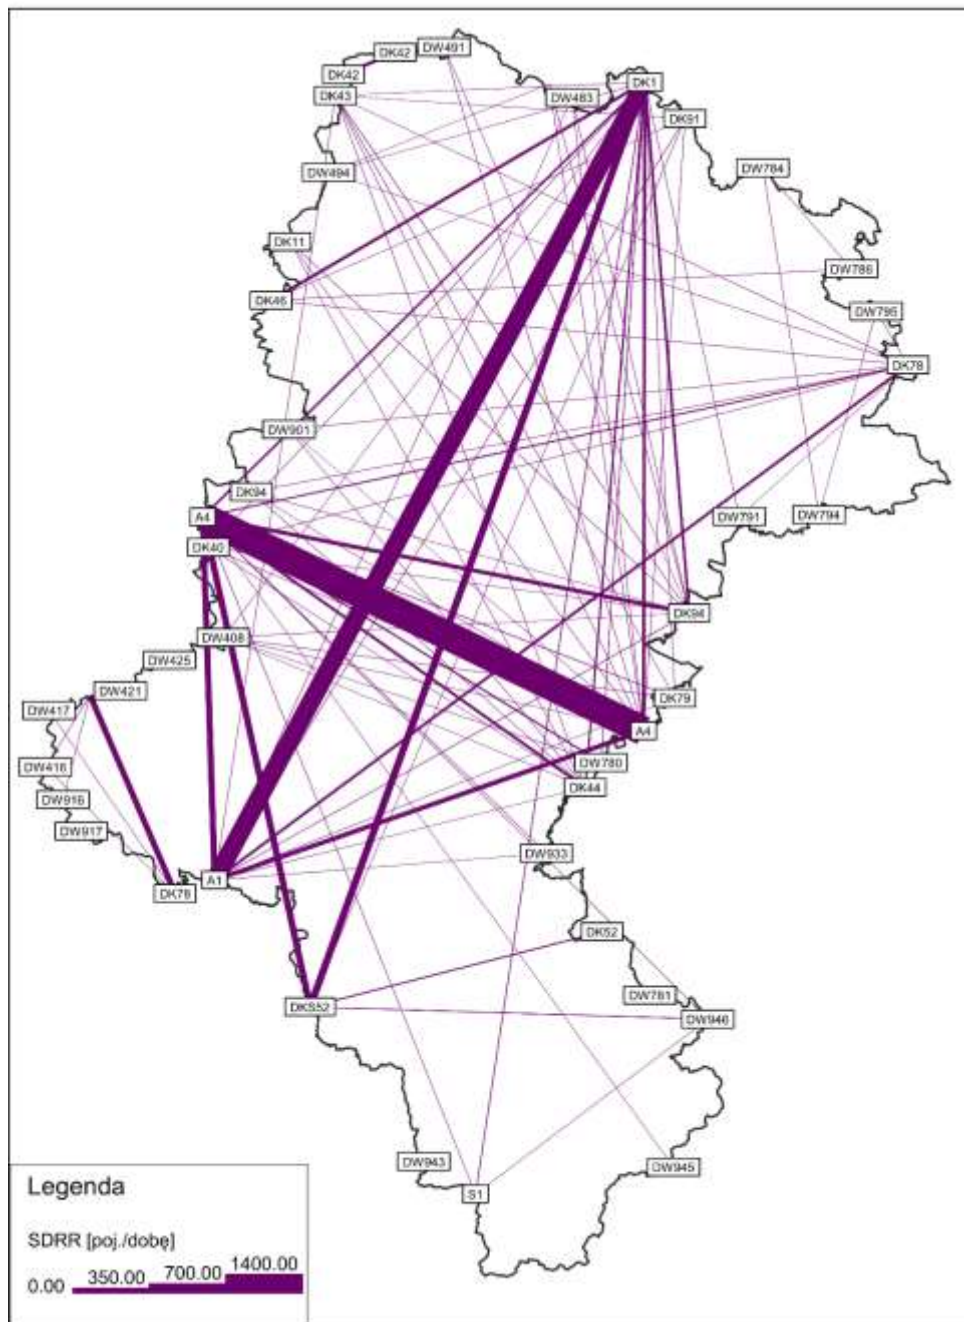 DW491
DK42
DK42
DK1
DK43
DW483
DK91
DW784
DW494
DK11
DW786
DK46
DW795
DK78
DW901
DK94
A4
DW791
DW794
DK40
DK94
DW408
DW425
DW421
DK79
DW417
A4
DW416
DW780
DK44
DW916
DW917
DW933
A1
DK78
DK52
DW781
DKS52
DW946
DW943
DW945
S1
Legenda
SDRR [poj./dobę]
0.00 350.00 700.00 1400.00